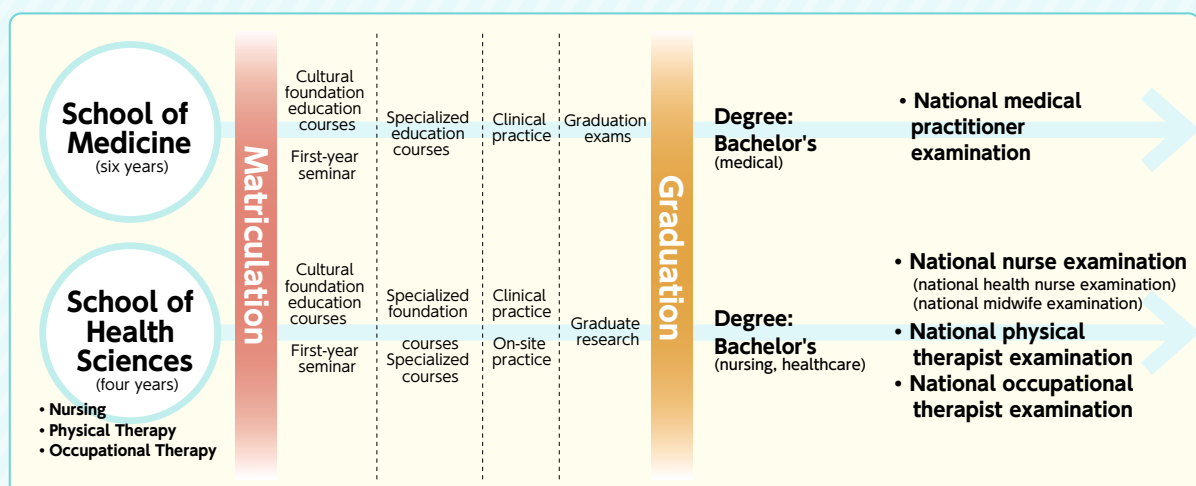 School of
Medicine
(six years)
Matriculation
Cultural
foundation
education
courses
First-year
seminar
Specialized
education
courses
Clinical
practice
Graduation
exams
Graduation
Degree:
Bachelor's
(medical)
• National medical
practitioner
examination
School of
Health
Sciences
(four years)
• Nursing
• Physical Therapy
• Occupational Therapy
Cultural
foundation
education
courses
First-year
seminar
Specialized
foundation
courses
Specialized
courses
Clinical
practice
On-site
practice
Graduate
research
Degree:
Bachelor's
(nursing, healthcare)
• National nurse examination
(national health nurse examination)
(national midwife examination)
• National physical
therapist examination
• National occupational
therapist examination